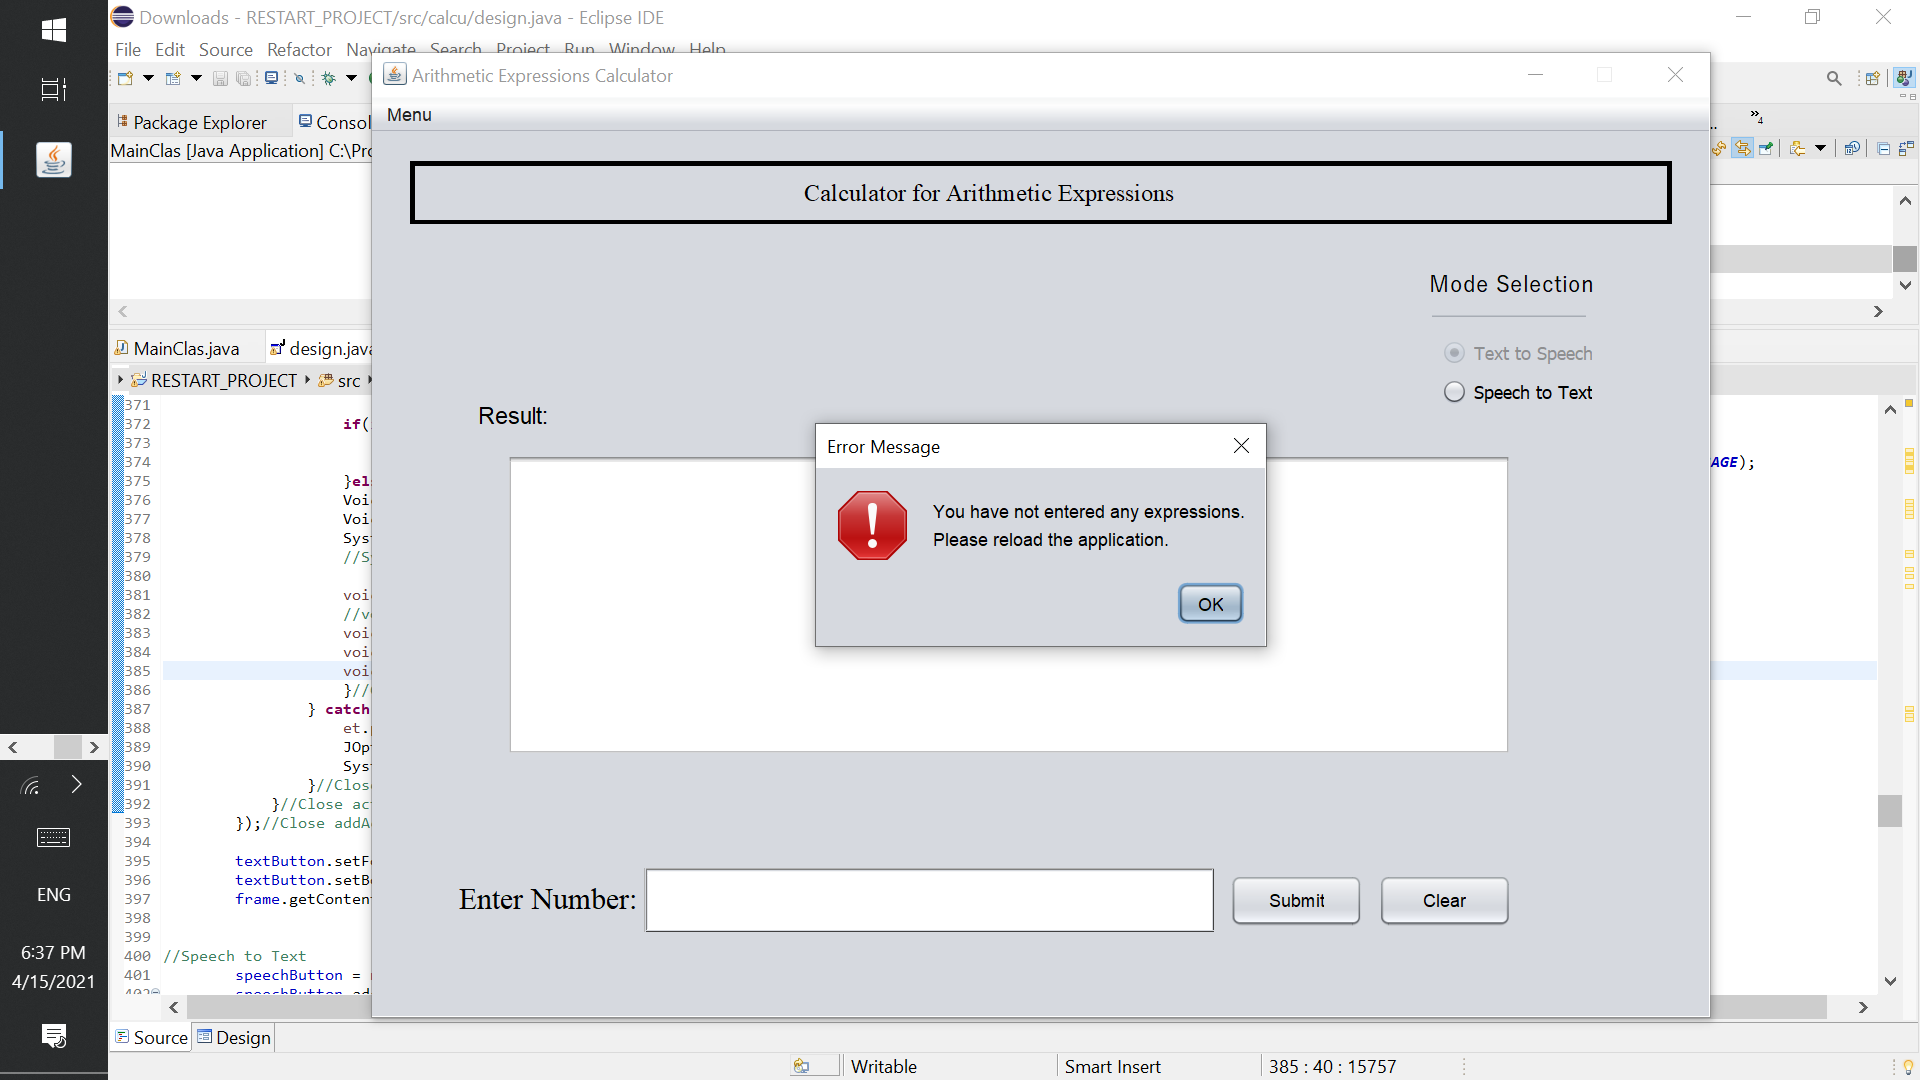 Downloads - RESTART_PROJECT/src/calcu/design.java - Eclipse IDE
File Edit Source Refactor Navigate Search Project Run Window Help
Arithmetic Expressions Calculator
Menu
Package Explorer
Consol
MainClas [Java Application] C:\Pro
Calculator for Arithmetic Expressions
Mode Selection
Text to Speech
Speech to Text
Result:
Error Message
You have not entered any expressions.
Please reload the application.
OK
Enter Number:
Submit
Clear
4
MainClas.java
design.java
RESTART_PROJECT
src
371
372 if(
373
374 AGE);
375 }els
376 Voi
377 Voi
378 Syst
379 //S
380
381 voi
382 //v
383 voi
384 voi
385 voi
386 }//
387 } catch
388 et.
389 JOp
390 Sys
391 }//Close
392 }//Close ac
393 });//Close addA
394
395 textButton.setF
396 textButton.setB
397 frame.getConten
398
399
400 //Speech to Text
401 speechButton =
402
Source
Design
Writable
Smart Insert
385 : 40 : 15757
ENG
6:37 PM
4/15/2021